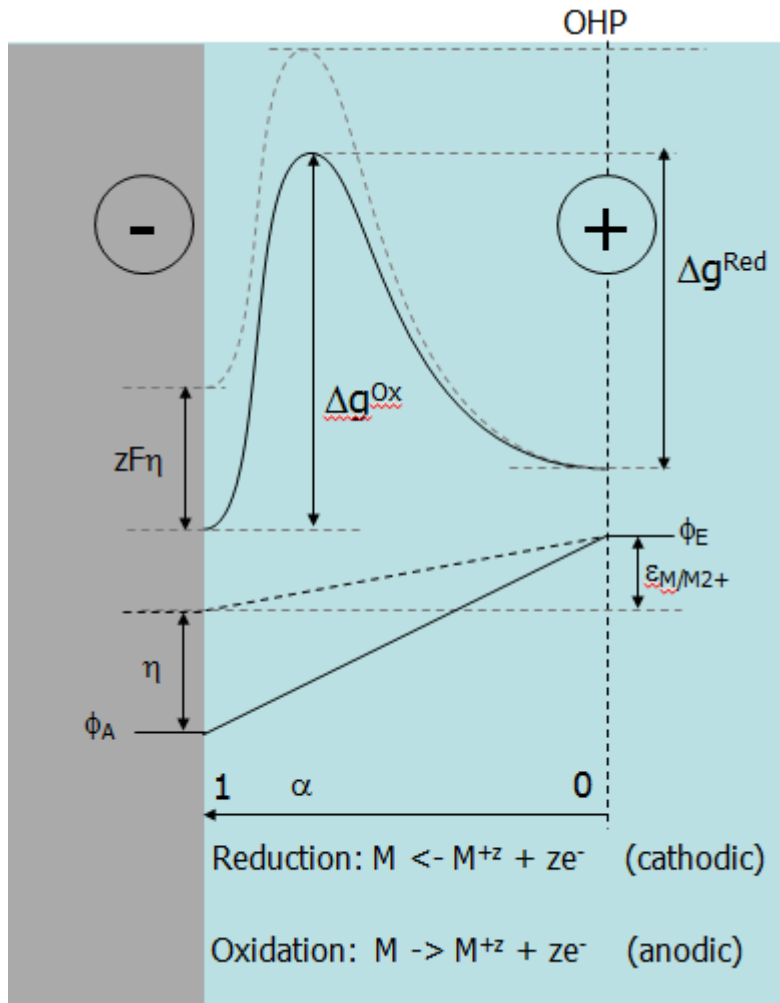 OHP
-
+
Δg^Red
Δg^Ox
zFη
ϕ_E
ε_M/M2+
η
ϕ_A
1 α 0
Reduction: M <- M^+z + ze^- (cathodic)
Oxidation: M -> M^+z + ze^- (anodic)